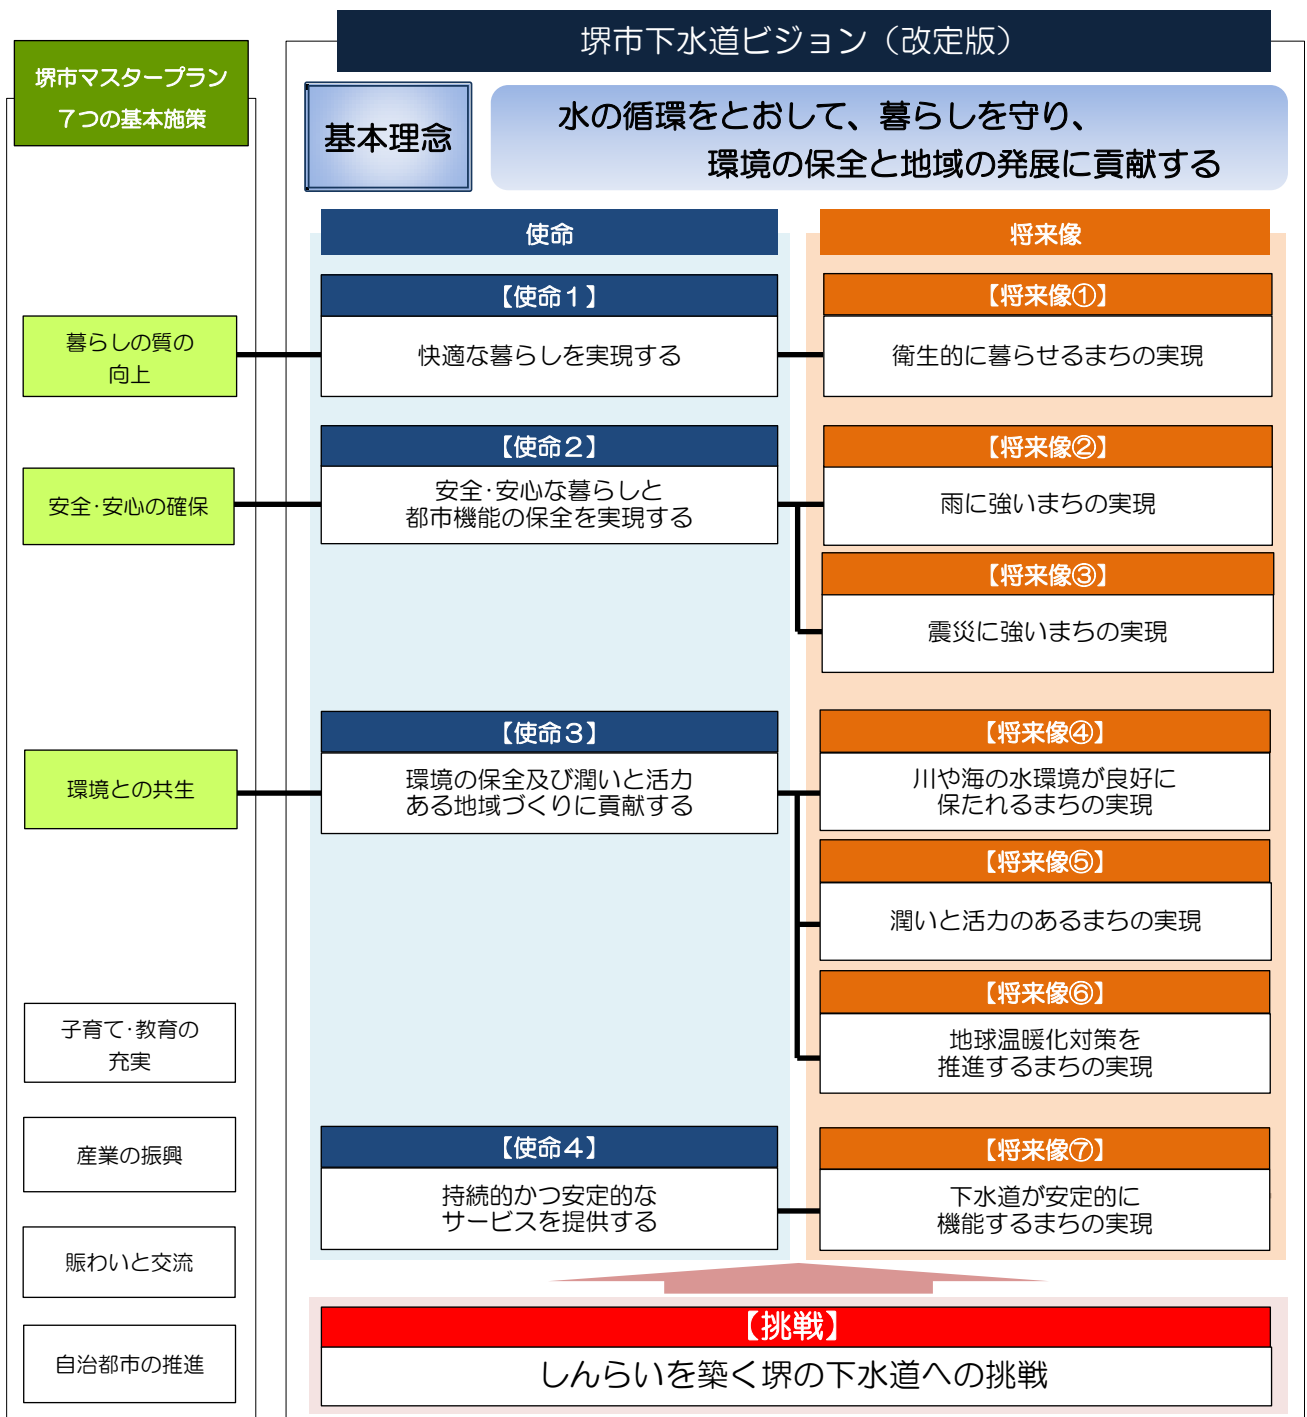 堺市下水道ビジョン（改定版）
堺市マスタープラン
７つの基本施策
基本理念
水の循環をとおして、暮らしを守り、
環境の保全と地域の発展に貢献する
使命
将来像
暮らしの質の
向上
【使命１】
快適な暮らしを実現する
【将来像①】
衛生的に暮らせるまちの実現
安全･安心の確保
【使命２】
安全･安心な暮らしと
都市機能の保全を実現する
【将来像②】
雨に強いまちの実現
【将来像③】
震災に強いまちの実現
環境との共生
【使命３】
環境の保全及び潤いと活力
ある地域づくりに貢献する
【将来像④】
川や海の水環境が良好に
保たれるまちの実現
【将来像⑤】
潤いと活力のあるまちの実現
【将来像⑥】
地球温暖化対策を
推進するまちの実現
子育て･教育の
充実
産業の振興
賑わいと交流
自治都市の推進
【使命４】
持続的かつ安定的な
サービスを提供する
【将来像⑦】
下水道が安定的に
機能するまちの実現
【挑戦】
しんらいを築く堺の下水道への挑戦